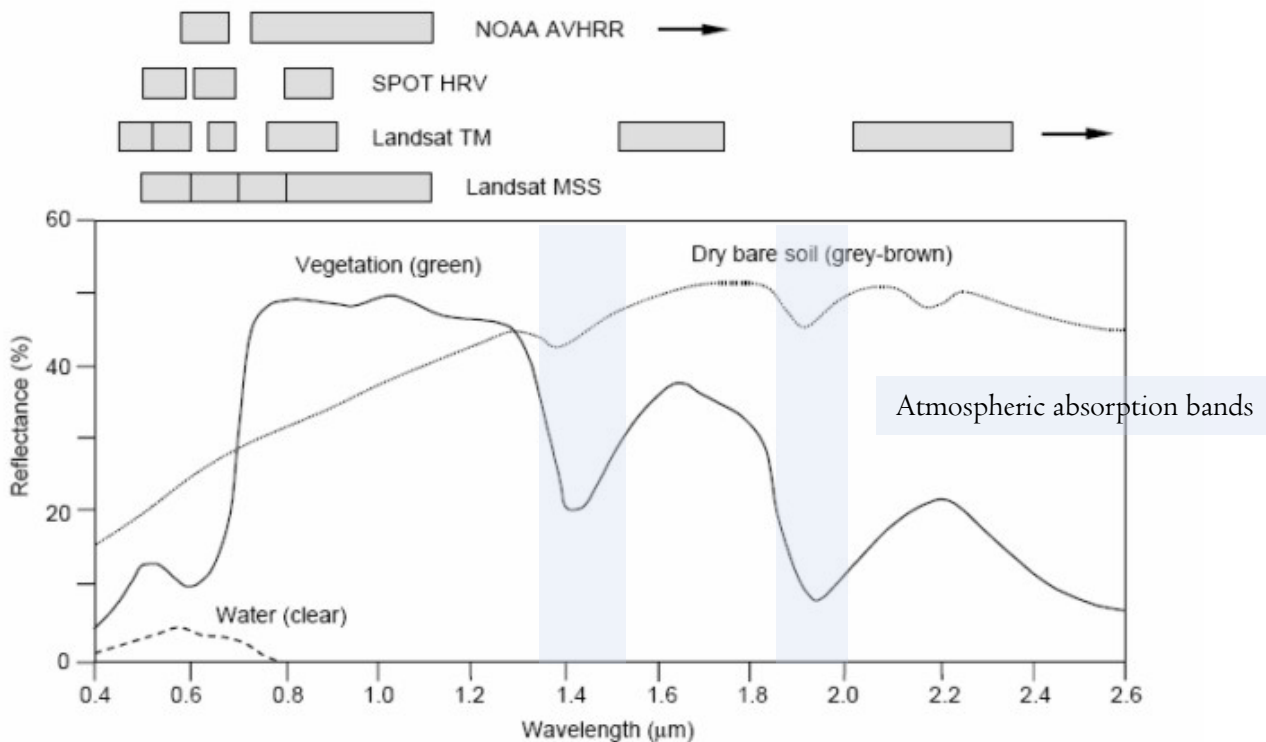 NOAA AVHRR
SPOT HRV
Landsat TM
Landsat MSS
60
40
20
0
Reflectance (%)
Vegetation (green)
Dry bare soil (grey-brown)
Atmospheric absorption bands
Water (clear)
0.4 0.6 0.8 1.0 1.2 1.4 1.6 1.8 2.0 2.2 2.4 2.6
Wavelength (μm)